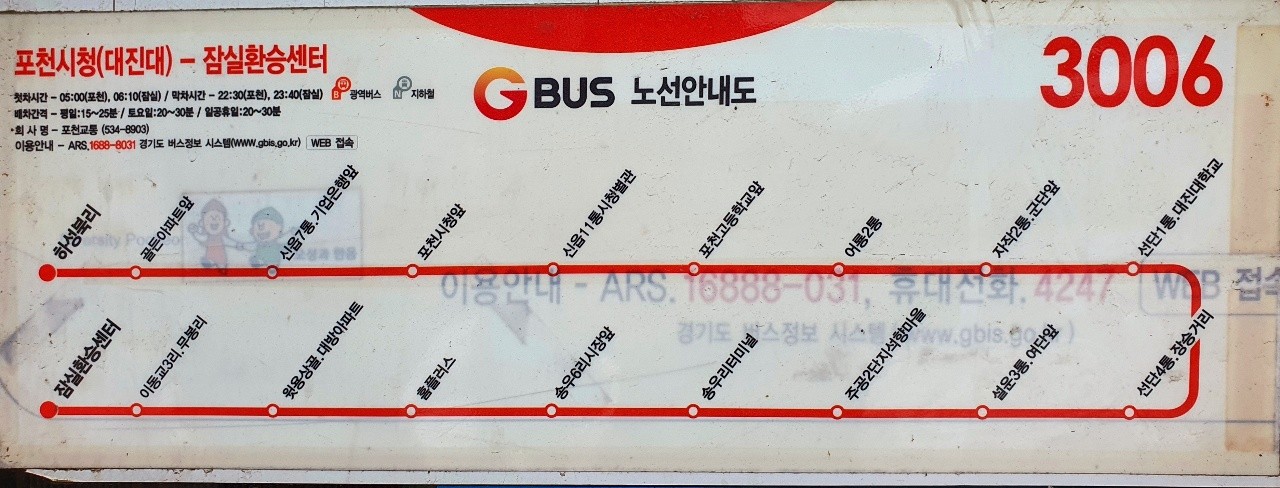 포천시청(대진대) - 잠실환승센터
첫차시간 - 05:00(포천), 06:10(잠실) / 막차시간 - 22:30(포천), 23:40(잠실) B 광역버스 N 지하철
배차간격 - 평일:15~25분 / 토요일:20~30분 / 일공휴일:20~30분
·회 사 명 - 포천교통 (534-8903)
이용안내 - ARS.1688-8031 경기도 버스정보 시스템(www.gbis.go.kr) WEB 접속
G BUS 노선안내도
3006
하성북리
골든아파트앞
신읍7통.기업은행앞
포천시청앞
신읍11통시청별관
포천고등학교앞
어룡2통
자작2통.군단앞
선단1통.대진대학교
이용안내 - ARS.16888-031, 휴대전화.4247 WEB 접속
경기도 버스정보 시스템(www.gbis.go.kr)
잠실환승센터
이동교3리.무봉리
윗용상골 대방아파트
홈플러스
송우6리시장앞
송우리터미널
주공2단지석향마을
설운3통. 여단앞
선단4통.장승거리